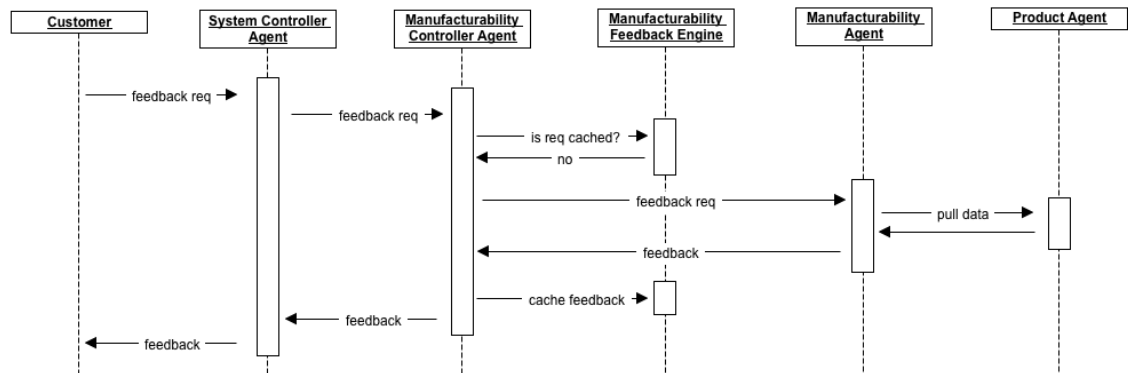 Customer
System Controller
Agent
Manufacturability
Controller Agent
Manufacturability
Feedback Engine
Manufacturability
Agent
Product Agent
feedback req
feedback req
is req cached?
no
feedback req
pull data
feedback
cache feedback
feedback
feedback